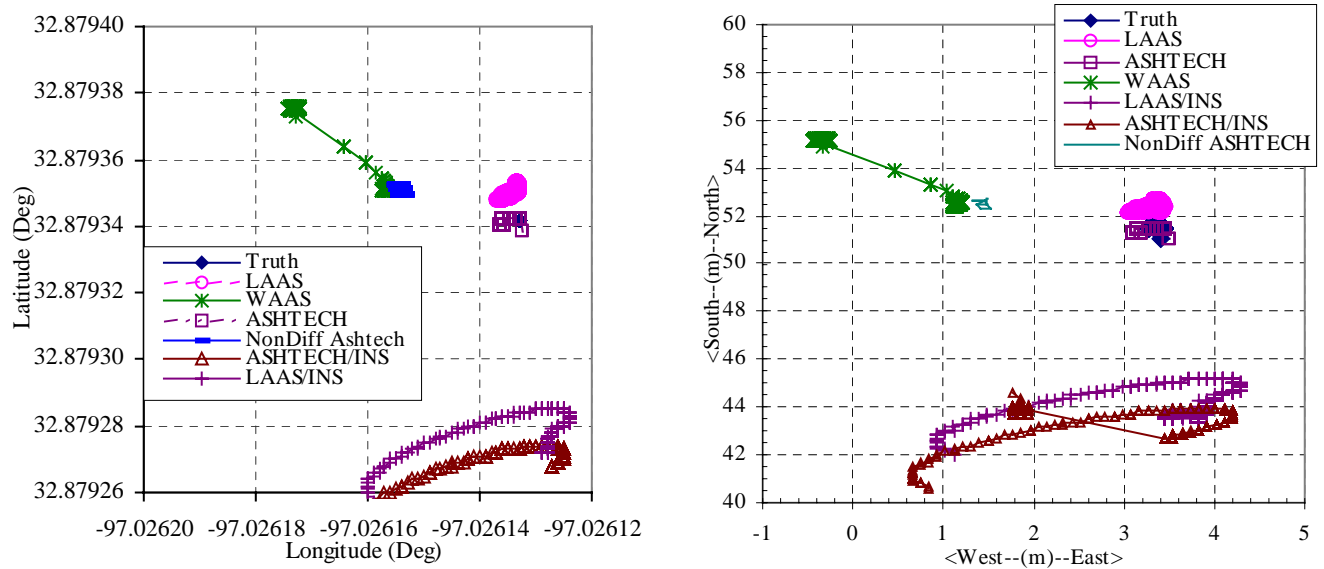 32.87940
32.87938
32.87936
32.87934
32.87932
32.87930
32.87928
32.87926
Latitude (Deg)
Truth
LAAS
WAAS
ASHTECH
NonDiff Ashtech
ASHTECH/INS
LAAS/INS
-97.02620 -97.02618 -97.02616 -97.02614 -97.02612
Longitude (Deg)
60
58
56
54
52
50
48
46
44
42
40
<South--(m)--North>
Truth
LAAS
ASHTECH
WAAS
LAAS/INS
ASHTECH/INS
NonDiff ASHTECH
-1 0 1 2 3 4 5
<West--(m)--East>